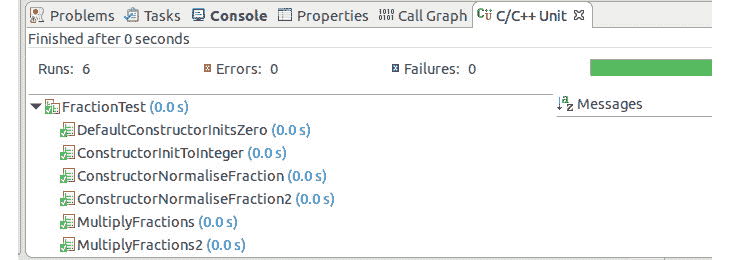 Problems Tasks Console Properties Call Graph C/C++ Unit
Finished after 0 seconds
Runs: 6 Errors: 0 Failures: 0
FractionTest (0.0 s)
Messages
DefaultConstructorInitsZero (0.0 s)
ConstructorInitToInteger (0.0 s)
ConstructorNormaliseFraction (0.0 s)
ConstructorNormaliseFraction2 (0.0 s)
MultiplyFractions (0.0 s)
MultiplyFractions2 (0.0 s)